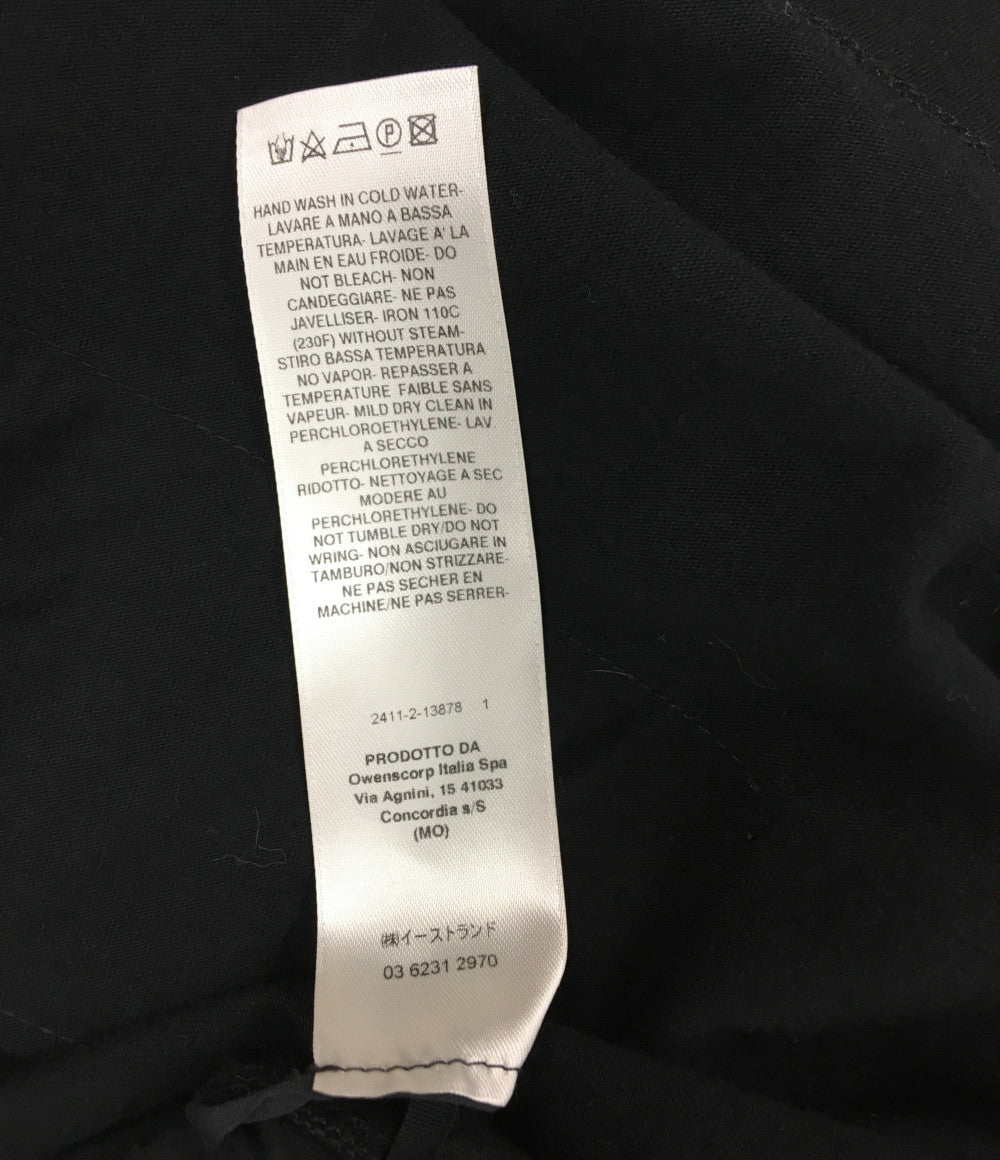 P
HAND WASH IN COLD WATER-
LAVARE A MANO A BASSA
TEMPERATURA- LAVAGE A' LA
MAIN EN EAU FROIDE- DO
NOT BLEACH- NON
CANDEGGIARE- NE PAS
JAVELLISER- IRON 110C
(230F) WITHOUT STEAM-
STIRO BASSA TEMPERATURA
NO VAPOR- REPASSER A
TEMPERATURE FAIBLE SANS
VAPEUR- MILD DRY CLEAN IN
PERCHLOROETHYLENE- LAV
A SECCO
PERCHLORETHYLENE
RIDOTTO- NETTOYAGE A SEC
MODERE AU
PERCHLORETHYLENE- DO
NOT TUMBLE DRY/DO NOT
WRING- NON ASCIUGARE IN
TAMBURO/NON STRIZZARE-
NE PAS SECHER EN
MACHINE/NE PAS SERRER-
2411-2-13878 1
PRODOTTO DA
Owenscorp Italia Spa
Via Agnini, 15 41033
Concordia s/S
(MO)
㈱イーストランド
03 6231 2970